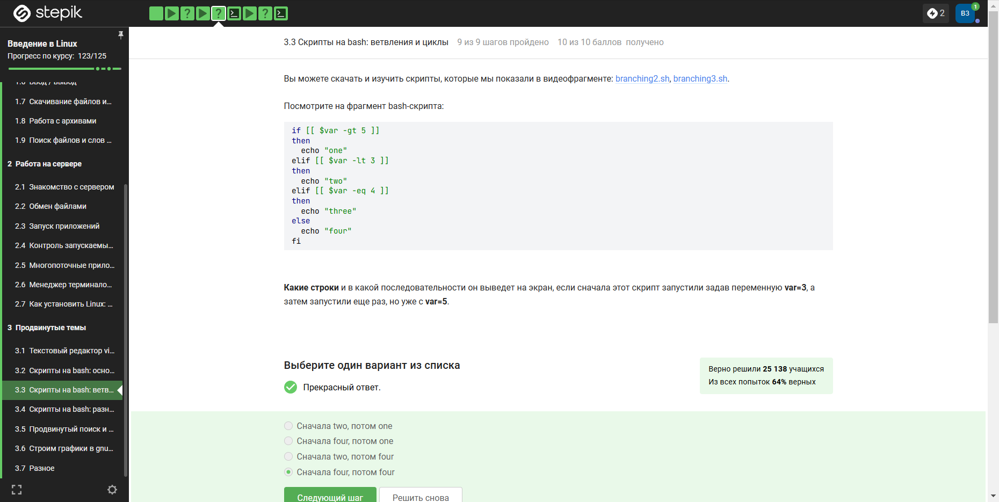 stepik
2
ВЗ
1
Введение в Linux
Прогресс по курсу: 123/125
1.6 Ввод / вывод
1.7 Скачивание файлов и...
1.8 Работа с архивами
1.9 Поиск файлов и слов ...
2 Работа на сервере
2.1 Знакомство с сервером
2.2 Обмен файлами
2.3 Запуск приложений
2.4 Контроль запускаемы...
2.5 Многопоточные прило...
2.6 Менеджер терминало...
2.7 Как установить Linux: ...
3 Продвинутые темы
3.1 Текстовый редактор vi...
3.2 Скрипты на bash: осно...
3.3 Скрипты на bash: ветв...
3.4 Скрипты на bash: разн...
3.5 Продвинутый поиск и ...
3.6 Строим графики в gnu...
3.7 Разное
3.3 Скрипты на bash: ветвления и циклы 9 из 9 шагов пройдено 10 из 10 баллов получено
Вы можете скачать и изучить скрипты, которые мы показали в видеофрагменте: branching2.sh, branching3.sh.
Посмотрите на фрагмент bash-скрипта:
if [[ $var -gt 5 ]]
then
  echo "one"
elif [[ $var -lt 3 ]]
then
  echo "two"
elif [[ $var -eq 4 ]]
then
  echo "three"
else
  echo "four"
fi
Какие строки и в какой последовательности он выведет на экран, если сначала этот скрипт запустили задав переменную var=3, а
затем запустили еще раз, но уже с var=5.
Выберите один вариант из списка
Прекрасный ответ.
Верно решили 25 138 учащихся
Из всех попыток 64% верных
Сначала two, потом one
Сначала four, потом one
Сначала two, потом four
Сначала four, потом four
Следующий шаг
Решить снова